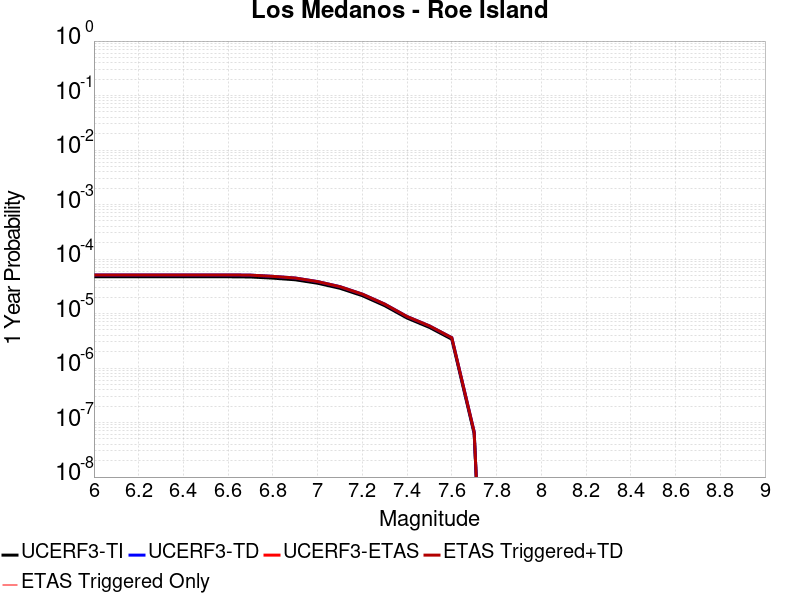 Los Medanos - Roe Island
10^0
10^-1
10^-2
10^-3
10^-4
10^-5
10^-6
10^-7
10^-8
1 Year Probability
6 6.2 6.4 6.6 6.8 7 7.2 7.4 7.6 7.8 8 8.2 8.4 8.6 8.8 9
Magnitude
UCERF3-TI UCERF3-TD UCERF3-ETAS ETAS Triggered+TD
ETAS Triggered Only